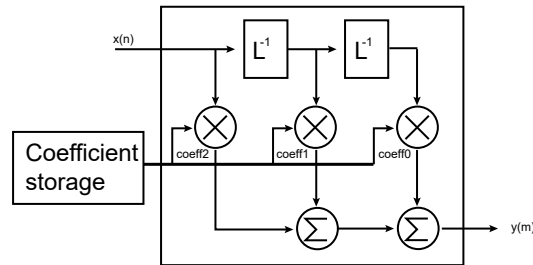 x(n)
L-1
L-1
Coefficient
storage
coeff2
coeff1
coeff0
Σ
Σ
y(m)